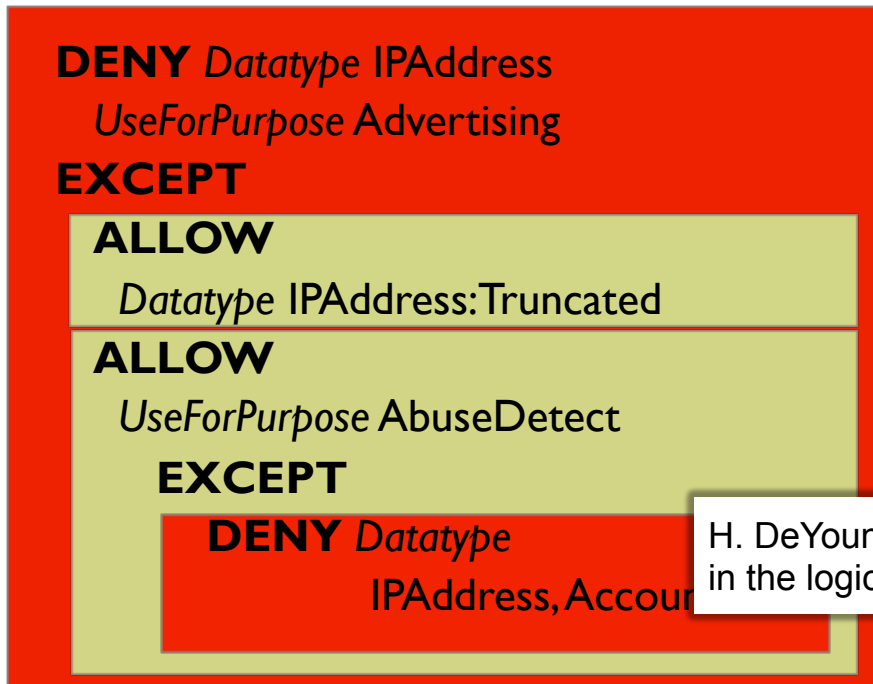 DENY Datatype IPAddress
UseForPurpose Advertising
EXCEPT
ALLOW
Datatype IPAddress:Truncated
ALLOW
UseForPurpose AbuseDetect
EXCEPT
DENY Datatype
IPAddress,
H.
in the